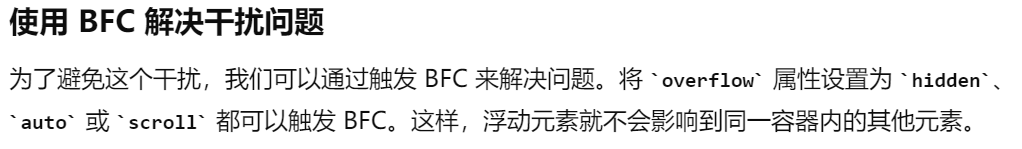 使用 BFC 解决干扰问题
为了避免这个干扰，我们可以通过触发 BFC 来解决问题。将 `overflow` 属性设置为 `hidden`、
`auto` 或 `scroll` 都可以触发 BFC。这样，浮动元素就不会影响到同一容器内的其他元素。